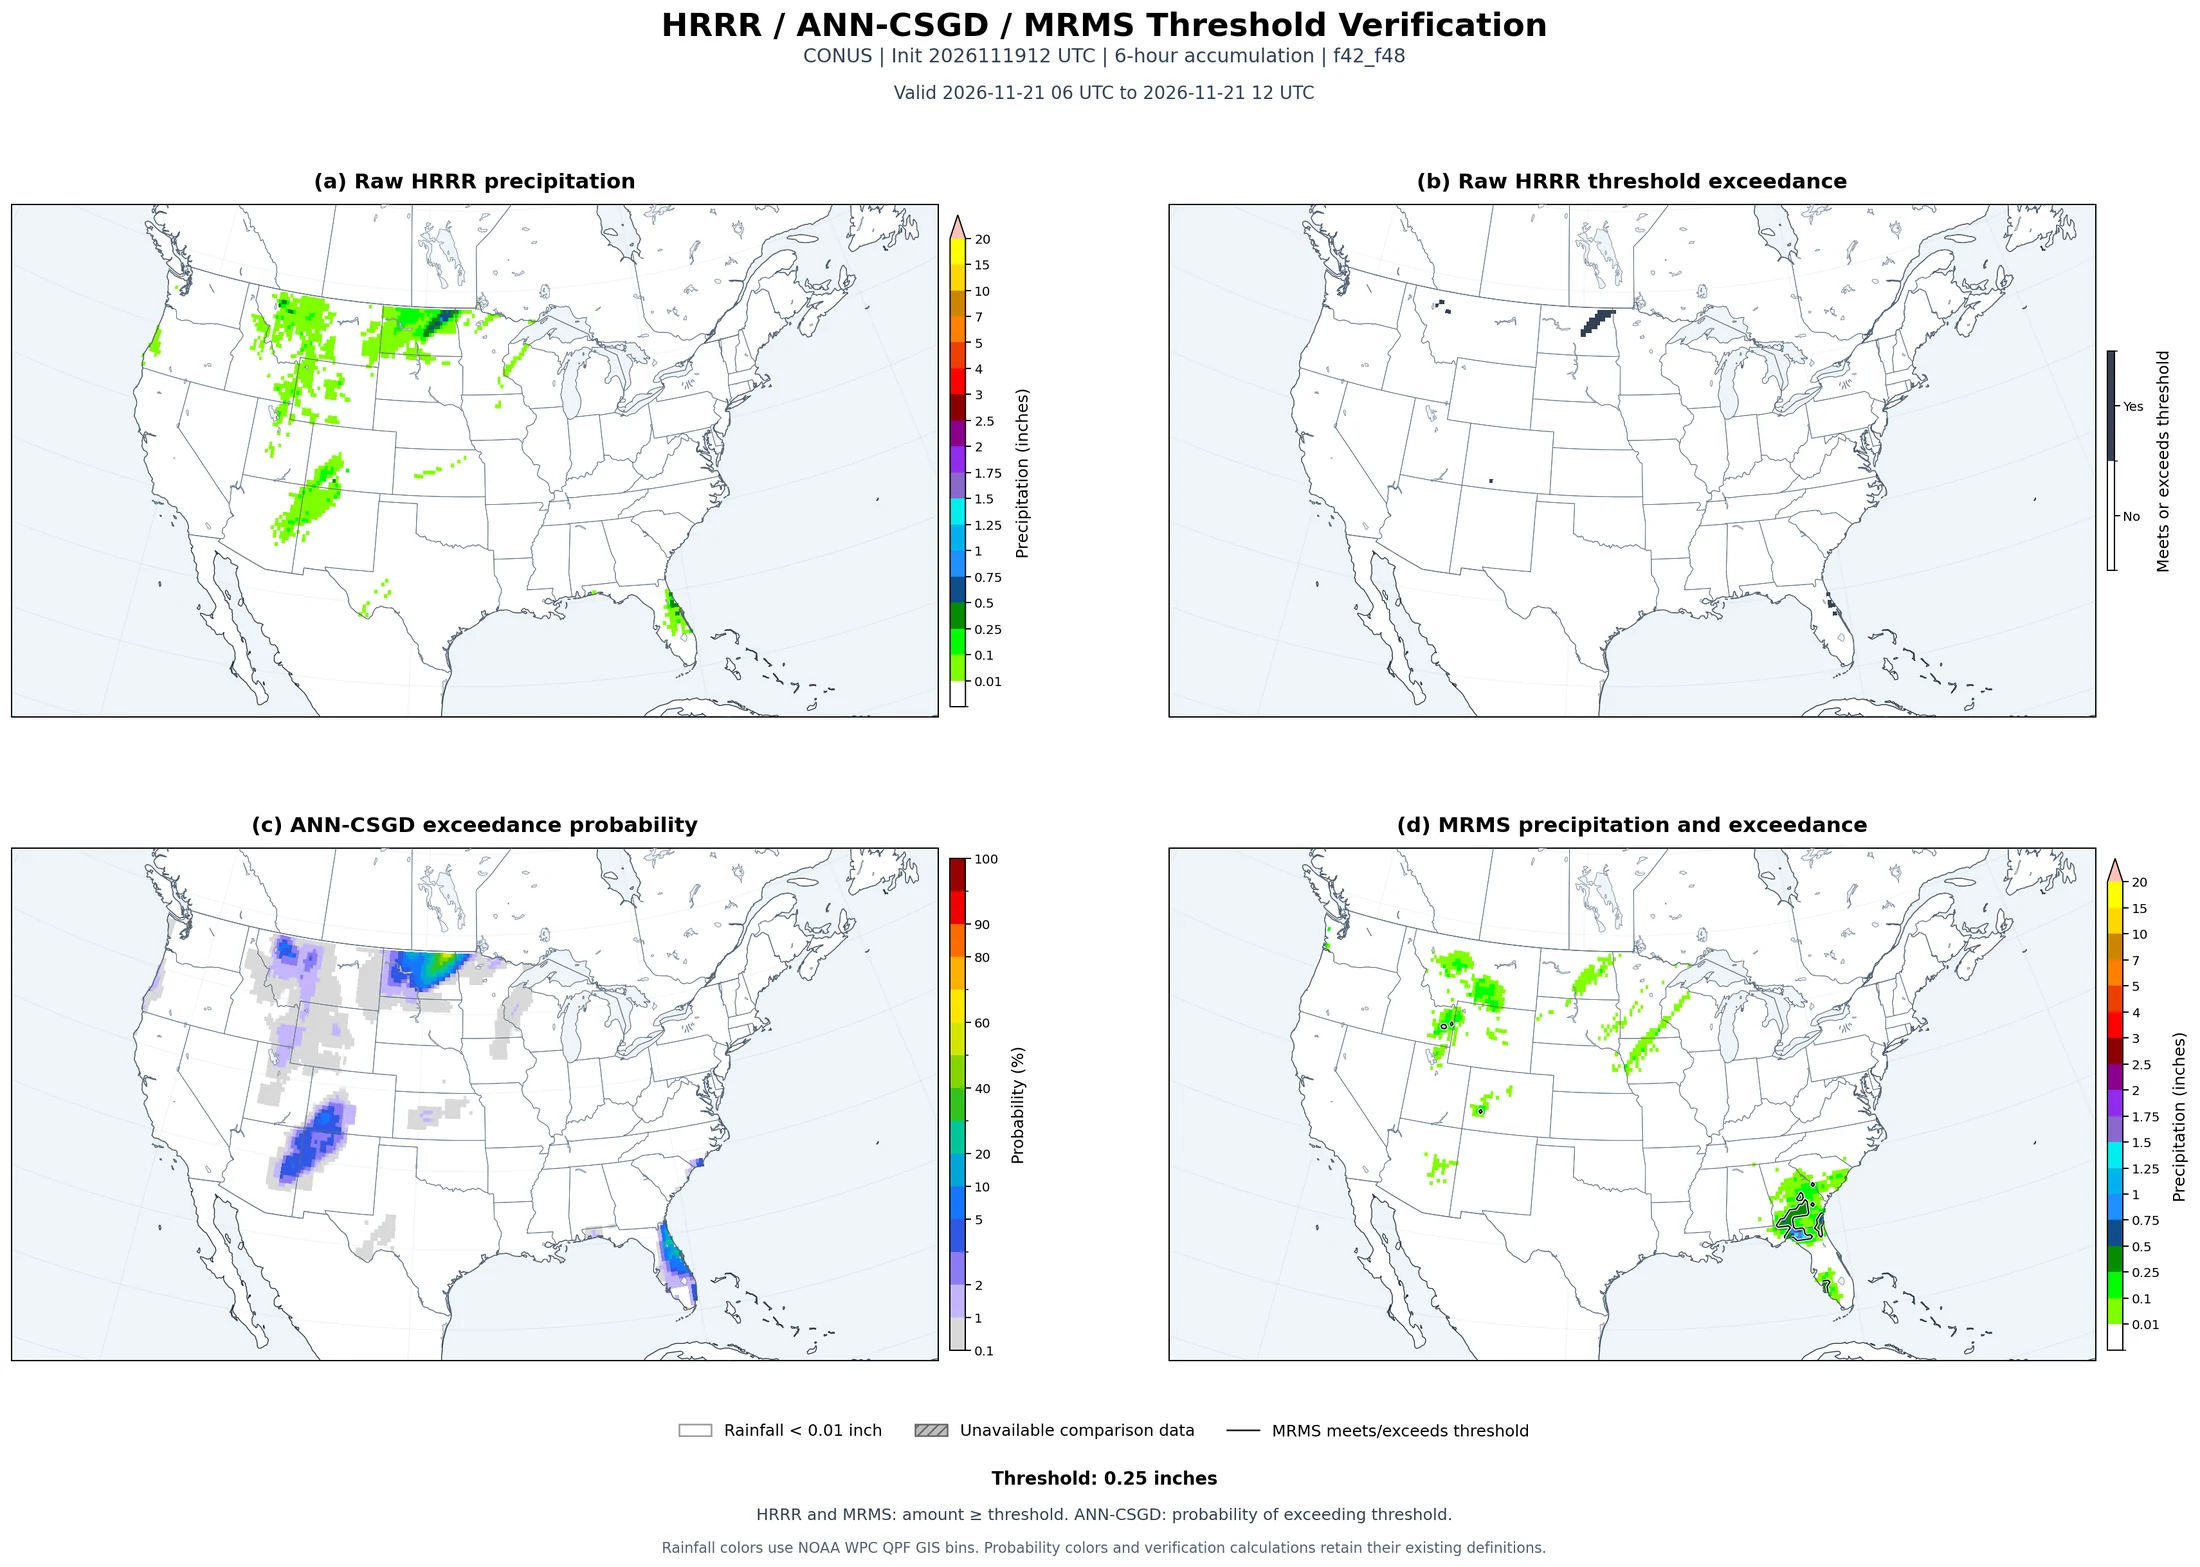 HRRR / ANN-CSGD / MRMS Threshold Verification
CONUS | Init 2026111912 UTC | 6-hour accumulation | f42_f48
Valid 2026-11-21 06 UTC to 2026-11-21 12 UTC
(a) Raw HRRR precipitation
20
15
10
7
5
4
3
2.5
2
1.75
1.5
1.25
1
0.75
0.5
0.25
0.1
0.01
Precipitation (inches)
(b) Raw HRRR threshold exceedance
Yes
No
Meets or exceeds threshold
(c) ANN-CSGD exceedance probability
100
90
80
60
40
20
10
5
2
1
0.1
Probability (%)
(d) MRMS precipitation and exceedance
20
15
10
7
5
4
3
2.5
2
1.75
1.5
1.25
1
0.75
0.5
0.25
0.1
0.01
Precipitation (inches)
Rainfall < 0.01 inch
Unavailable comparison data
MRMS meets/exceeds threshold
Threshold: 0.25 inches
HRRR and MRMS: amount ≥ threshold. ANN-CSGD: probability of exceeding threshold.
Rainfall colors use NOAA WPC QPF GIS bins. Probability colors and verification calculations retain their existing definitions.